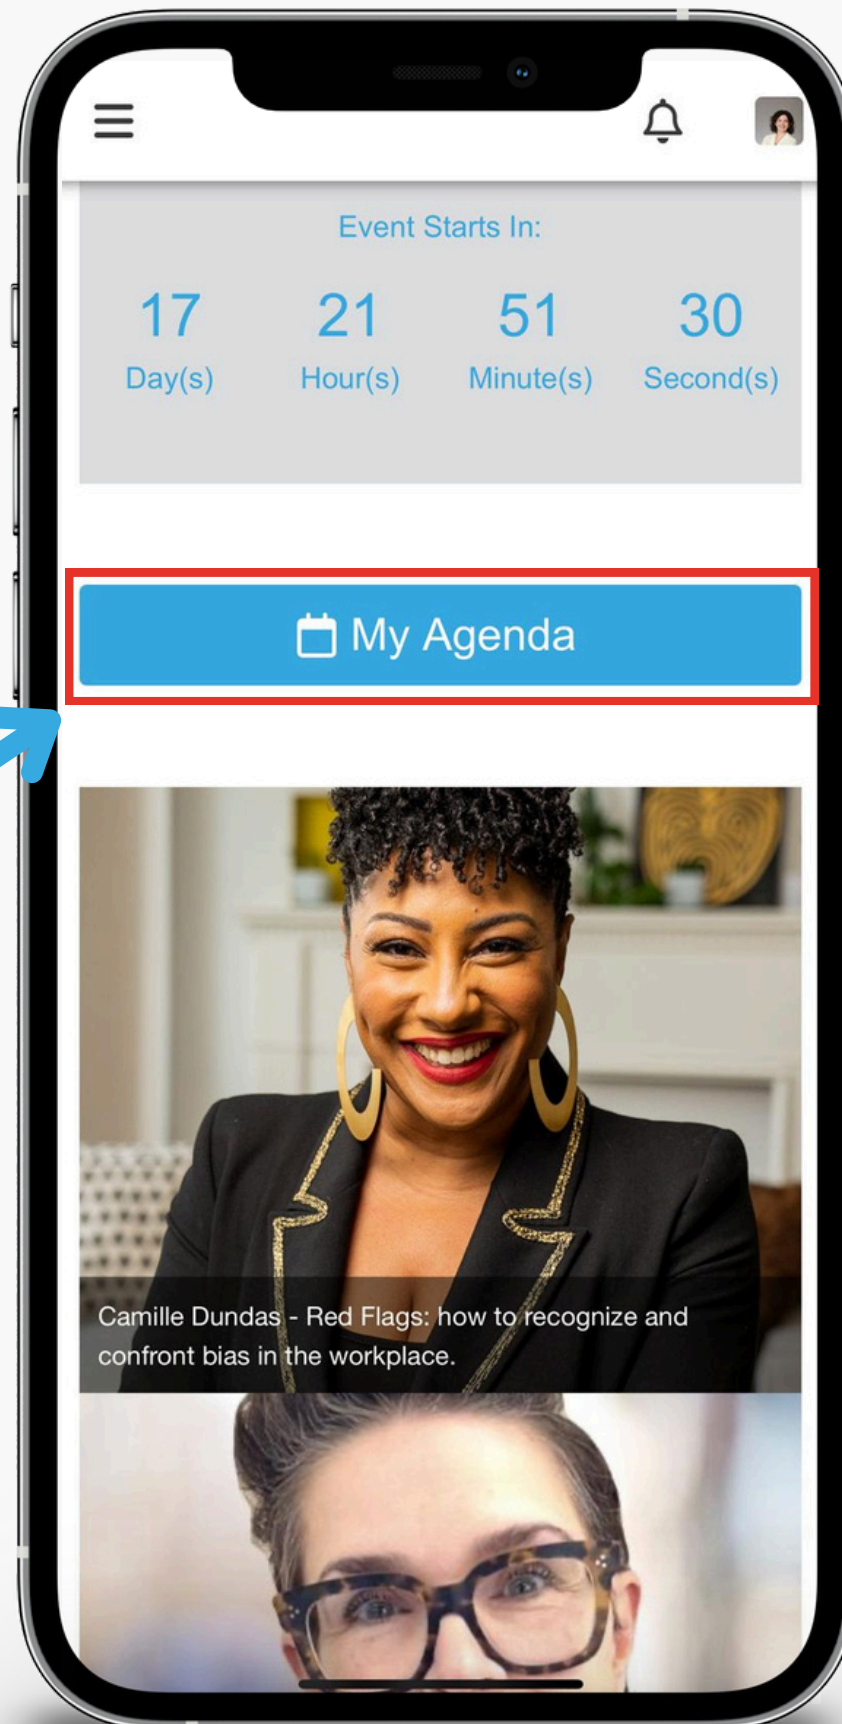 Event Starts In:
17 21 51 30
Day(s) Hour(s) Minute(s) Second(s)
My Agenda
Camille Dundas - Red Flags: how to recognize and
confront bias in the workplace.